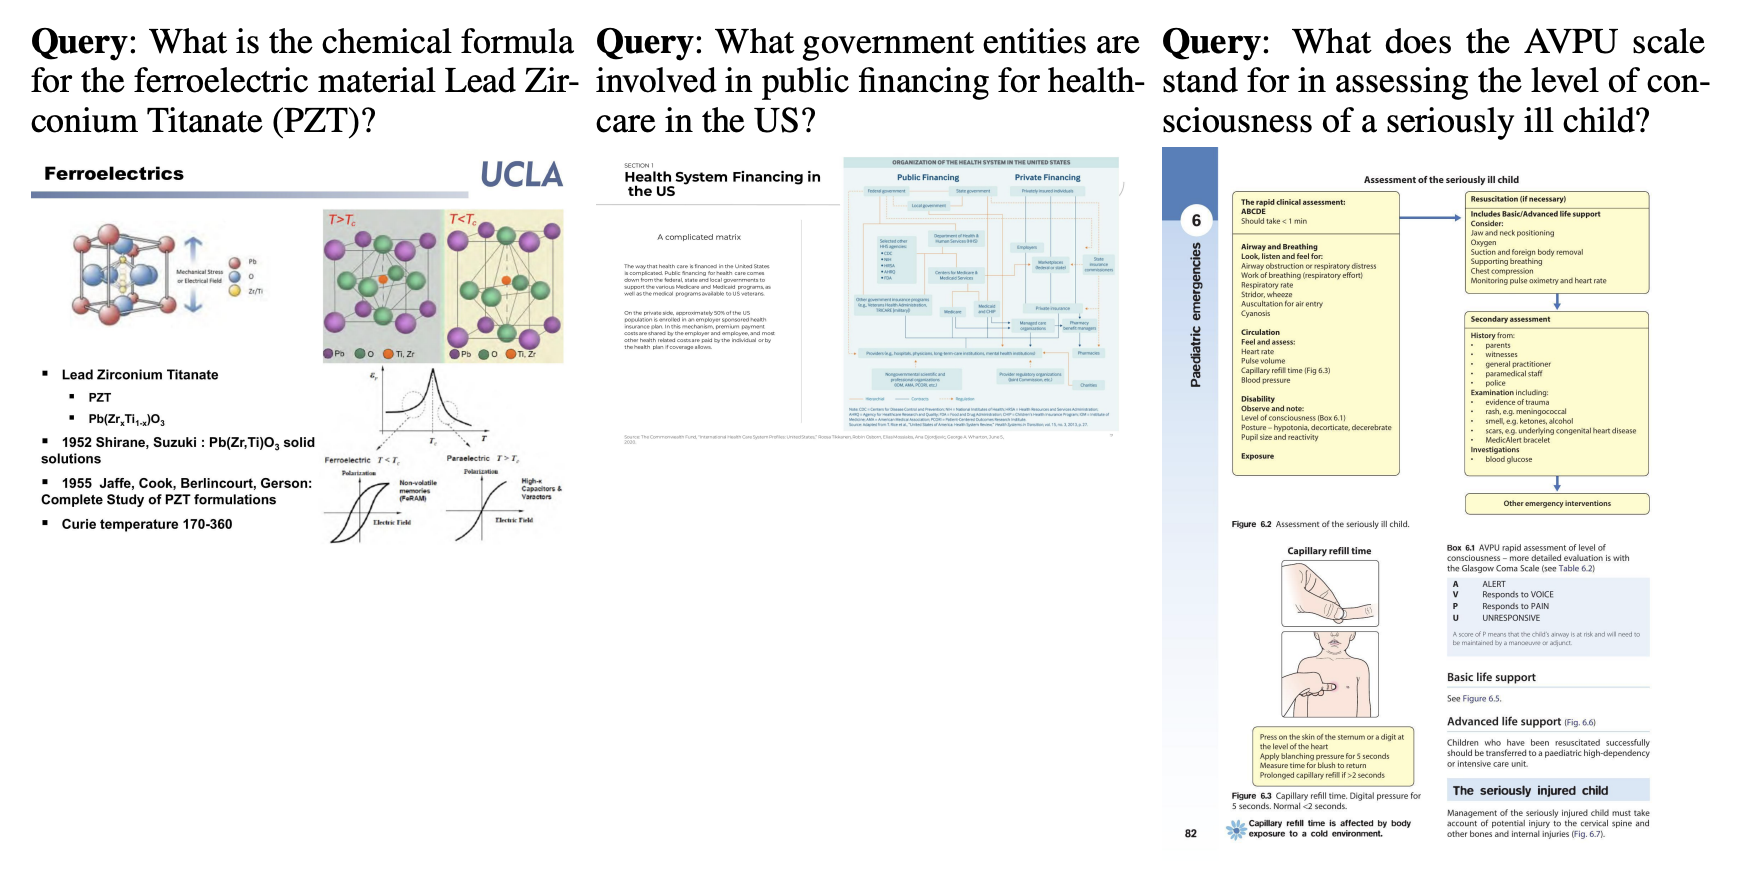 Query: What is the chemical formula
for the ferroelectric material Lead Zir-
conium Titanate (PZT)?
Ferroelectrics
UCLA
Mechanical Stress
or Electrical Field
Pb
O
Zr/Ti
T>Tc
T<Tc
Pb O Ti, Zr
Pb O Ti, Zr
▪ Lead Zirconium Titanate
▪ PZT
▪ Pb(ZrxTi1-x)O3
▪ 1952 Shirane, Suzuki : Pb(Zr,Ti)O3 solid
solutions
▪ 1955 Jaffe, Cook, Berlincourt, Gerson:
Complete Study of PZT formulations
▪ Curie temperature 170-360
εr
Tc
T
Ferroelectric T < Tc
Polarization
Non-volatile
memories
(FeRAM)
Electric Field
Paraelectric T > Tc
Polarization
High-κ
Capacitors &
Varactors
Electric Field
Query: What government entities are
involved in public financing for health-
care in the US?
SECTION 1
Health System Financing in
the US
A complicated matrix
The way that health care is financed in the United States
is complicated. Public financing for health care comes
down from the federal, state and local governments to
support the various Medicare and Medicaid programs, as
well as the medical programs available to US veterans.
On the private side, approximately 50% of the US
population is enrolled in an employer sponsored health
insurance plan. In this mechanism, premium payment
costs are shared by the employer and employee, and most
other health related costs are paid by the individual or by
the health plan if coverage allows.
ORGANIZATION OF THE HEALTH SYSTEM IN THE UNITED STATES
Public Financing
Private Financing
Federal government
State government
Privately insured individuals
Local government
Selected other
HHS agencies:
• CDC
• NIH
• HRSA
• AHRQ
• FDA
Department of Health &
Human Services (HHS)
Employers
Centers for Medicare &
Medicaid Services
Marketplaces
(federal or state)
State
insurance
commissioners
Other government insurance programs
(e.g., Veterans Health Administration,
TRICARE [military])
Medicare
Medicaid
and CHIP
Private insurance
Managed care
organizations
Pharmacy
benefit managers
Providers (e.g., hospitals, physicians, long-term care institutions, mental health institutions)
Pharmacies
Nongovernmental scientific and
professional organizations
(IOM, AMA, PCORI, etc.)
Provider regulatory organizations
(Joint Commission, etc.)
Charities
Hierarchical
Contracts
Regulation
Query: What does the AVPU scale
stand for in assessing the level of con-
sciousness of a seriously ill child?
6
Paediatric emergencies
Assessment of the seriously ill child
The rapid clinical assessment:
ABCDE
Should take < 1 min
Airway and Breathing
Look, listen and feel for:
Airway obstruction or respiratory distress
Work of breathing (respiratory effort)
Respiratory rate
Stridor, wheeze
Auscultation for air entry
Cyanosis
Circulation
Feel and assess:
Heart rate
Pulse volume
Capillary refill time (Fig 6.3)
Blood pressure
Disability
Observe and note:
Level of consciousness (Box 6.1)
Posture – hypotonia, decorticate, decerebrate
Pupil size and reactivity
Exposure
Resuscitation (if necessary)
Includes Basic/Advanced life support
Consider:
Jaw and neck positioning
Oxygen
Suction and foreign body removal
Supporting breathing
Chest compression
Monitoring pulse oximetry and heart rate
Secondary assessment
History from:
• parents
• witnesses
• general practitioner
• paramedical staff
• police
Examination including:
• evidence of trauma
• rash, e.g. meningococcal
• smell, e.g. ketones, alcohol
• scars, e.g. underlying congenital heart disease
• MedicAlert bracelet
Investigations
• blood glucose
Other emergency interventions
Figure 6.2 Assessment of the seriously ill child.
Capillary refill time
Press on the skin of the sternum or a digit at
the level of the heart
Apply blanching pressure for 5 seconds
Measure time for blush to return
Prolonged capillary refill if >2 seconds
Figure 6.3 Capillary refill time. Digital pressure for
5 seconds. Normal <2 seconds.
Capillary refill time is affected by body
exposure to a cold environment.
82
Box 6.1 AVPU rapid assessment of level of
consciousness – more detailed evaluation is with
the Glasgow Coma Scale (see Table 6.2)
A ALERT
V Responds to VOICE
P Responds to PAIN
U UNRESPONSIVE
A score of P means that the child's airway is at risk and will need to
be maintained by a manoeuvre or adjunct.
Basic life support
See Figure 6.5.
Advanced life support (Fig. 6.6)
Children who have been resuscitated successfully
should be transferred to a paediatric high-dependency
or intensive care unit.
The seriously injured child
Management of the seriously injured child must take
account of potential injury to the cervical spine and
other bones and internal injuries (Fig. 6.7).